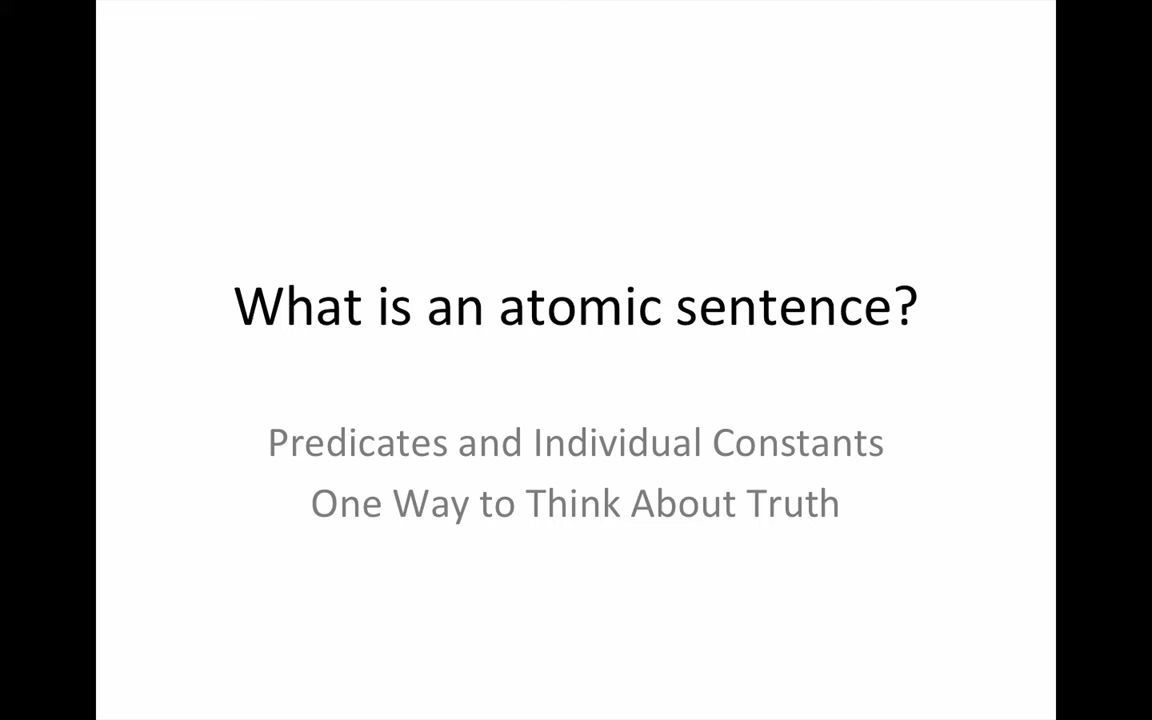 What is an atomic sentence?
Predicates and Individual Constants
One Way to Think About Truth